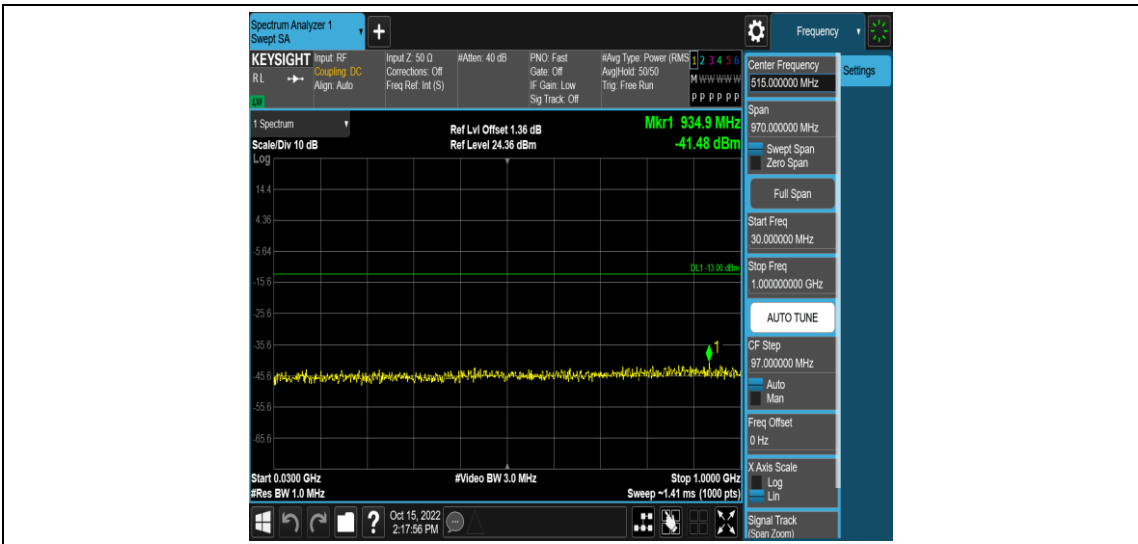 Spectrum Analyzer 1
Swept SA
+
Frequency
KEYSIGHT
RL
LXI
Input: RF
Coupling: DC
Align: Auto
Input Z: 50 Ω
Corrections: Off
Freq Ref: Int (S)
#Atten: 40 dB
PNO: Fast
Gate: Off
IF Gain: Low
Sig Track: Off
#Avg Type: Power (RMS
Avg|Hold: 50/50
Trig: Free Run
1 2 3 4 5 6
M W W W W W
P P P P P P
1 Spectrum
Scale/Div 10 dB
Ref Lvl Offset 1.36 dB
Ref Level 24.36 dBm
Mkr1 934.9 MHz
-41.48 dBm
Log
14.4
4.36
-5.64
DL1 -13.00 dBm
-15.6
-25.6
-35.6
1
-45.6
-55.6
-65.6
Start 0.0300 GHz
#Res BW 1.0 MHz
#Video BW 3.0 MHz
Stop 1.0000 GHz
Sweep ~1.41 ms (1000 pts)
?
Oct 15, 2022
2:17:56 PM
Center Frequency
515.000000 MHz
Settings
Span
970.000000 MHz
Swept Span
Zero Span
Full Span
Start Freq
30.000000 MHz
Stop Freq
1.000000000 GHz
AUTO TUNE
CF Step
97.000000 MHz
Auto
Man
Freq Offset
0 Hz
X Axis Scale
Log
Lin
Signal Track
(Span Zoom)